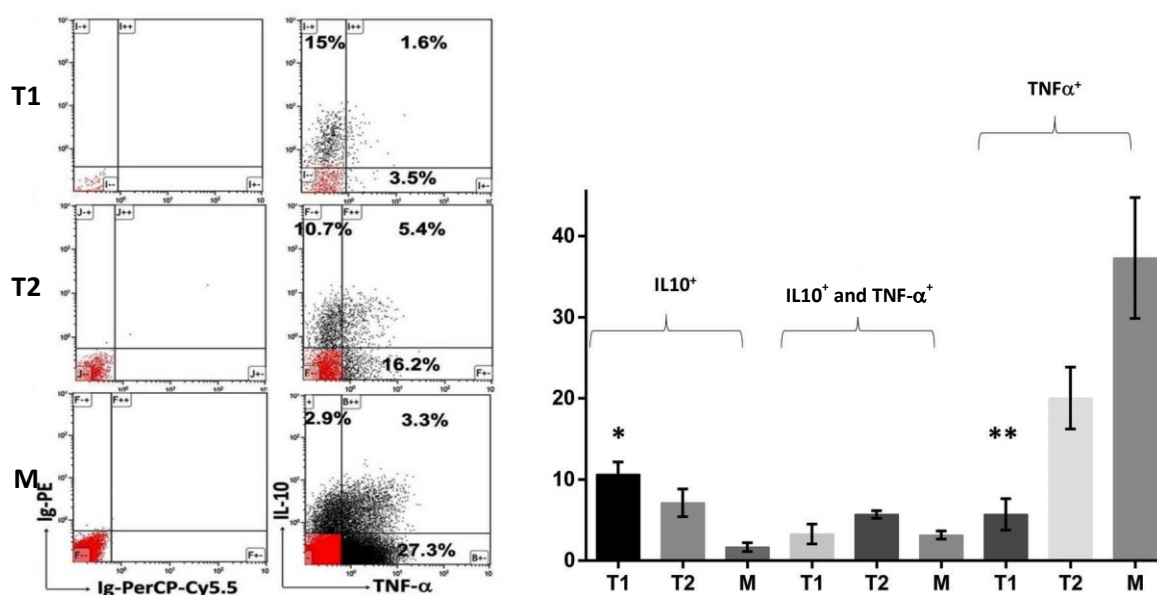 T1
I-+
I++
I--
I+-
I-+
I++
15%
1.6%
I--
3.5%
I+-
T2
J-+
J++
J--
J+-
F-+
F++
10.7%
5.4%
F--
16.2%
F+-
M
F-+
F++
F--
F+-
+
B++
2.9%
3.3%
27.3%
B+-
Ig-PE
Ig-PerCP-Cy5.5
IL-10
TNF-α
TNFα⁺
IL10⁺
IL10⁺ and TNF-α⁺
40
30
20
10
0
*
**
T1 T2 M T1 T2 M T1 T2 M